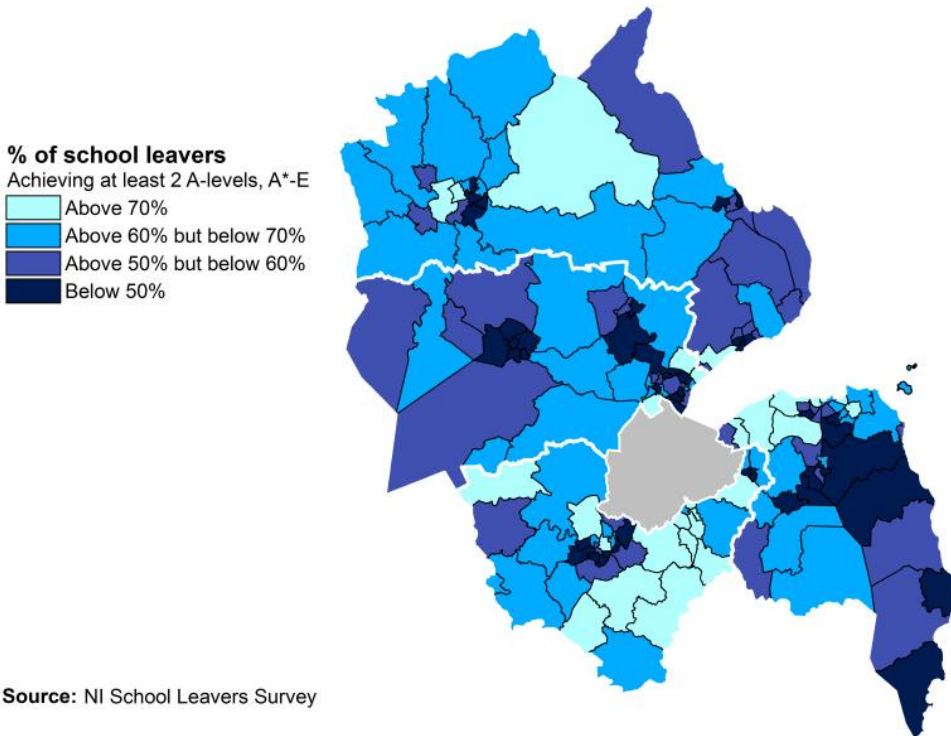 % of school leavers
Achieving at least 2 A-levels, A*-E
Above 70%
Above 60% but below 70%
Above 50% but below 60%
Below 50%
Source: NI School Leavers Survey